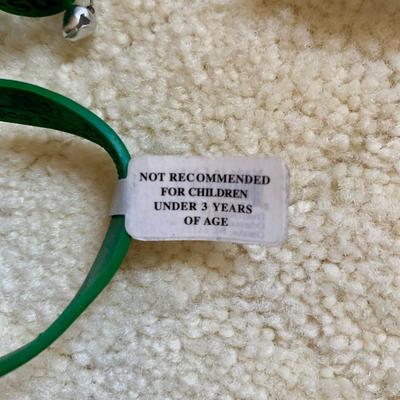 NOT RECOMMENDED
FOR CHILDREN
UNDER 3 YEARS
OF AGE